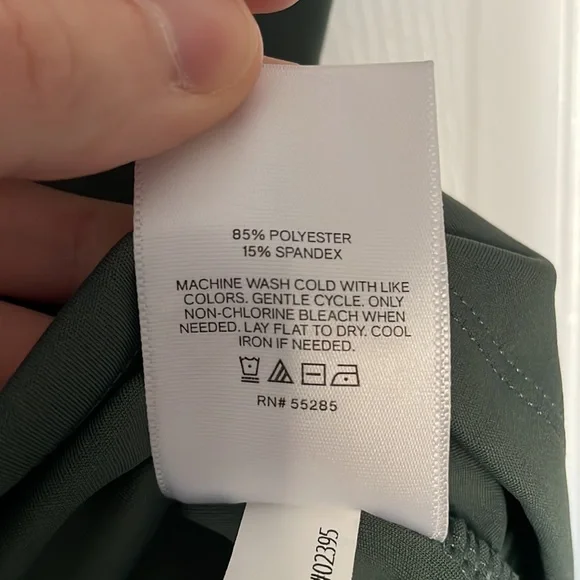 85% POLYESTER
15% SPANDEX
MACHINE WASH COLD WITH LIKE
COLORS. GENTLE CYCLE. ONLY
NON-CHLORINE BLEACH WHEN
NEEDED. LAY FLAT TO DRY. COOL
IRON IF NEEDED.
RN# 55285
#02395